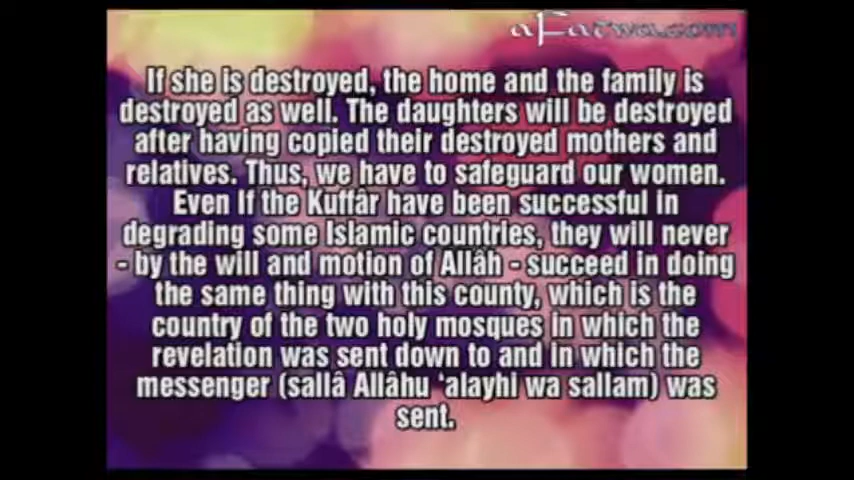 aFatwa.com
If she is destroyed, the home and the family is
destroyed as well. The daughters will be destroyed
after having copied their destroyed mothers and
relatives. Thus, we have to safeguard our women.
Even If the Kuffâr have been successful in
degrading some Islamic countries, they will never
- by the will and motion of Allâh - succeed in doing
the same thing with this county, which is the
country of the two holy mosques in which the
revelation was sent down to and in which the
messenger (sallâ Allâhu ‘alayhi wa sallam) was
sent.